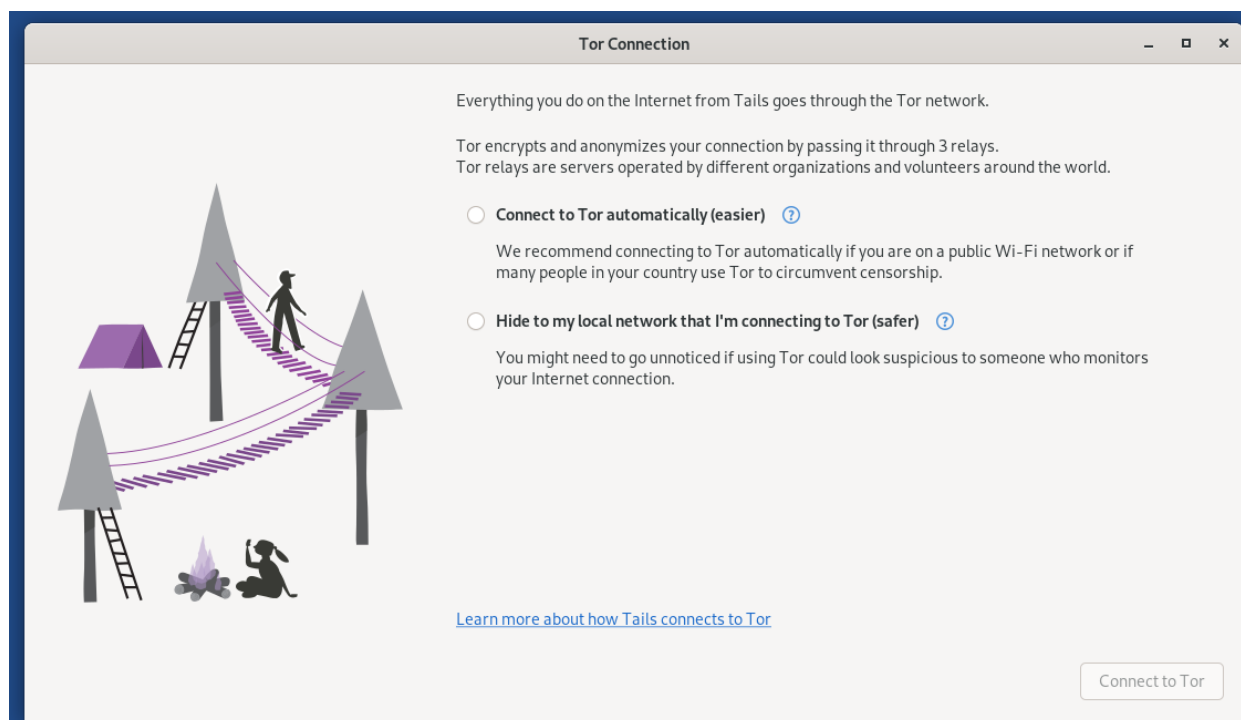 Tor Connection
Everything you do on the Internet from Tails goes through the Tor network.
Tor encrypts and anonymizes your connection by passing it through 3 relays.
Tor relays are servers operated by different organizations and volunteers around the world.
Connect to Tor automatically (easier) ?
We recommend connecting to Tor automatically if you are on a public Wi-Fi network or if
many people in your country use Tor to circumvent censorship.
Hide to my local network that I'm connecting to Tor (safer) ?
You might need to go unnoticed if using Tor could look suspicious to someone who monitors
your Internet connection.
Learn more about how Tails connects to Tor
Connect to Tor